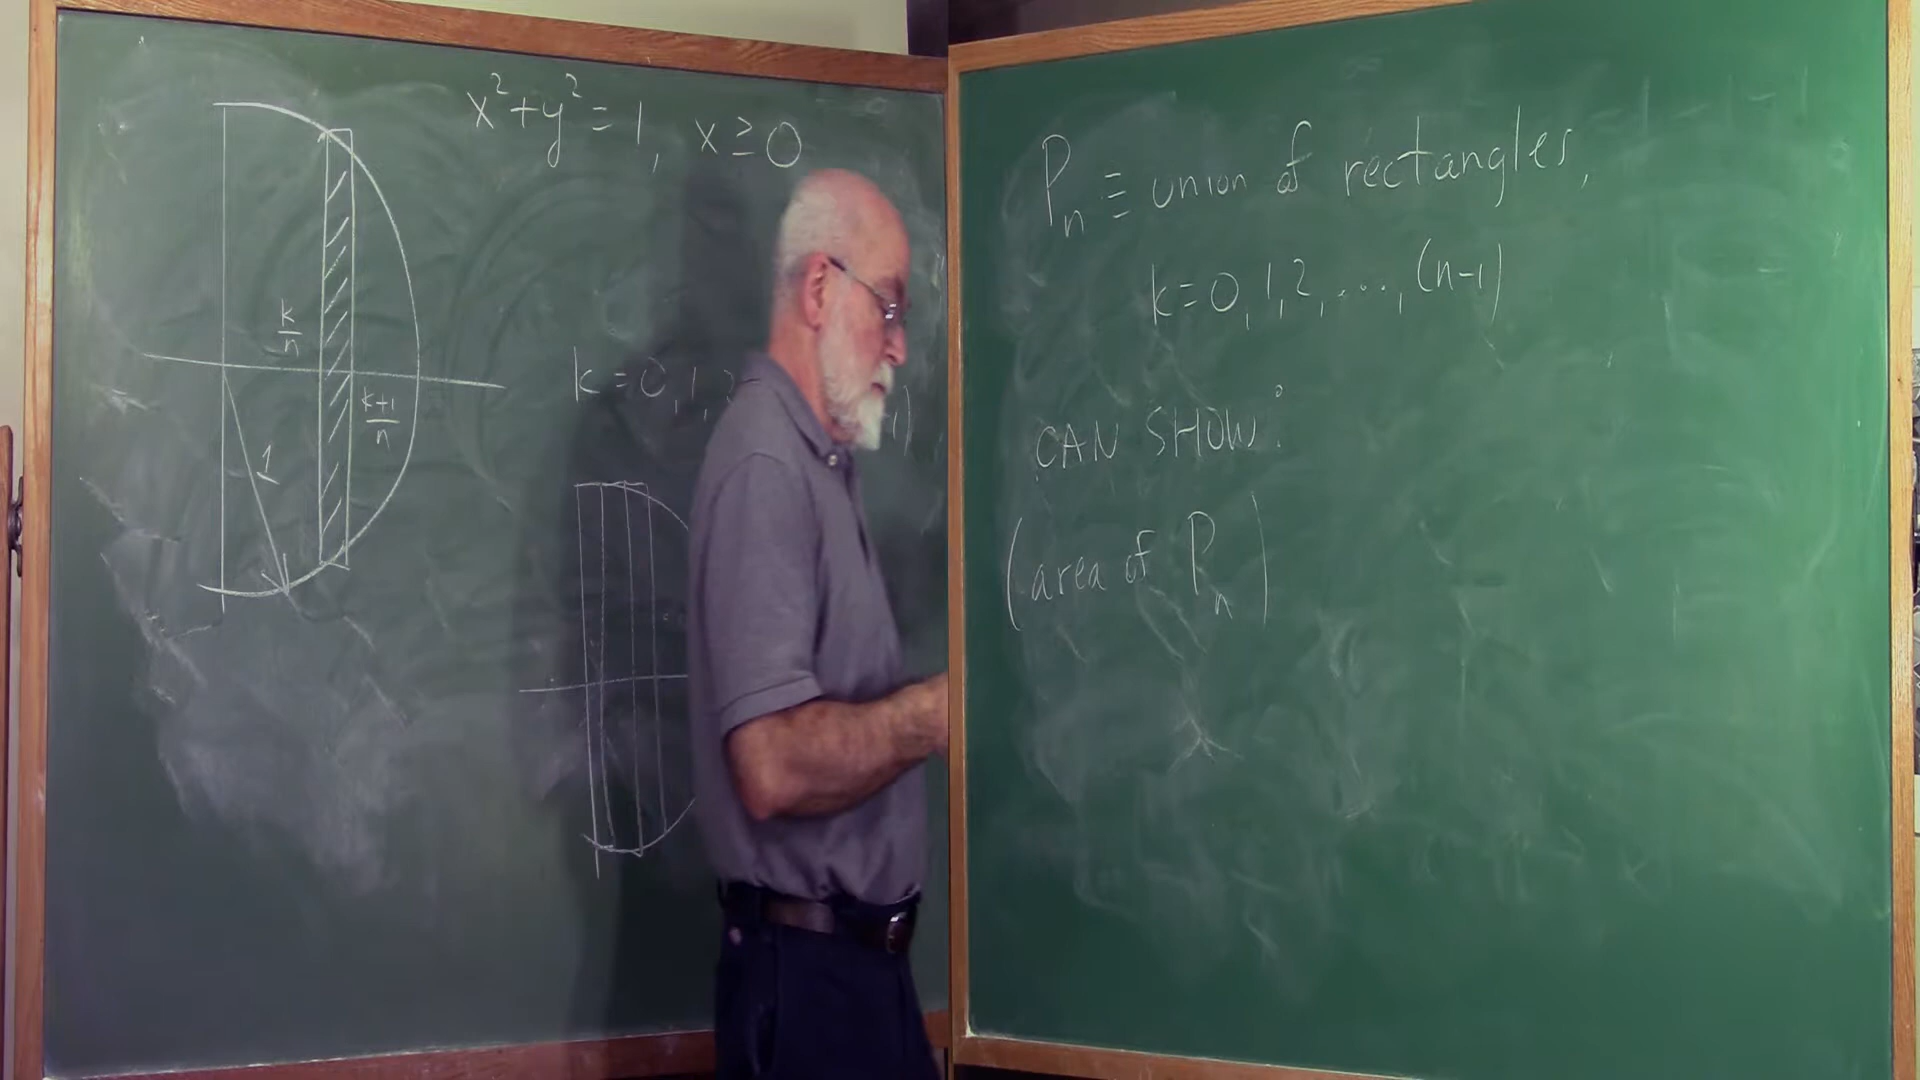 x²+y²=1, x≥0
k/n
k+1/n
1
k=0,1,2
1)
Pₙ ≡ union of rectangles,
k=0,1,2,....,(n-1)
CAN SHOW:
(area of Pₙ)